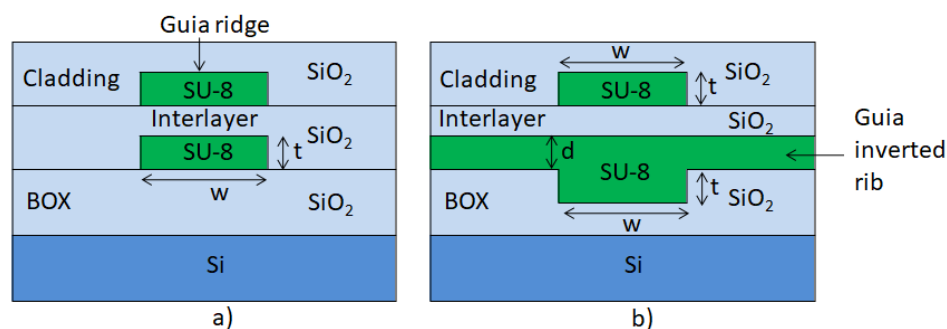 Guia ridge
Cladding
SiO₂
SU-8
Interlayer
SiO₂
SU-8
t
w
BOX
SiO₂
Si
a)
w
Cladding
SU-8
t
SiO₂
Interlayer
SiO₂
d
SU-8
Guia
inverted
rib
BOX
t
SiO₂
w
Si
b)